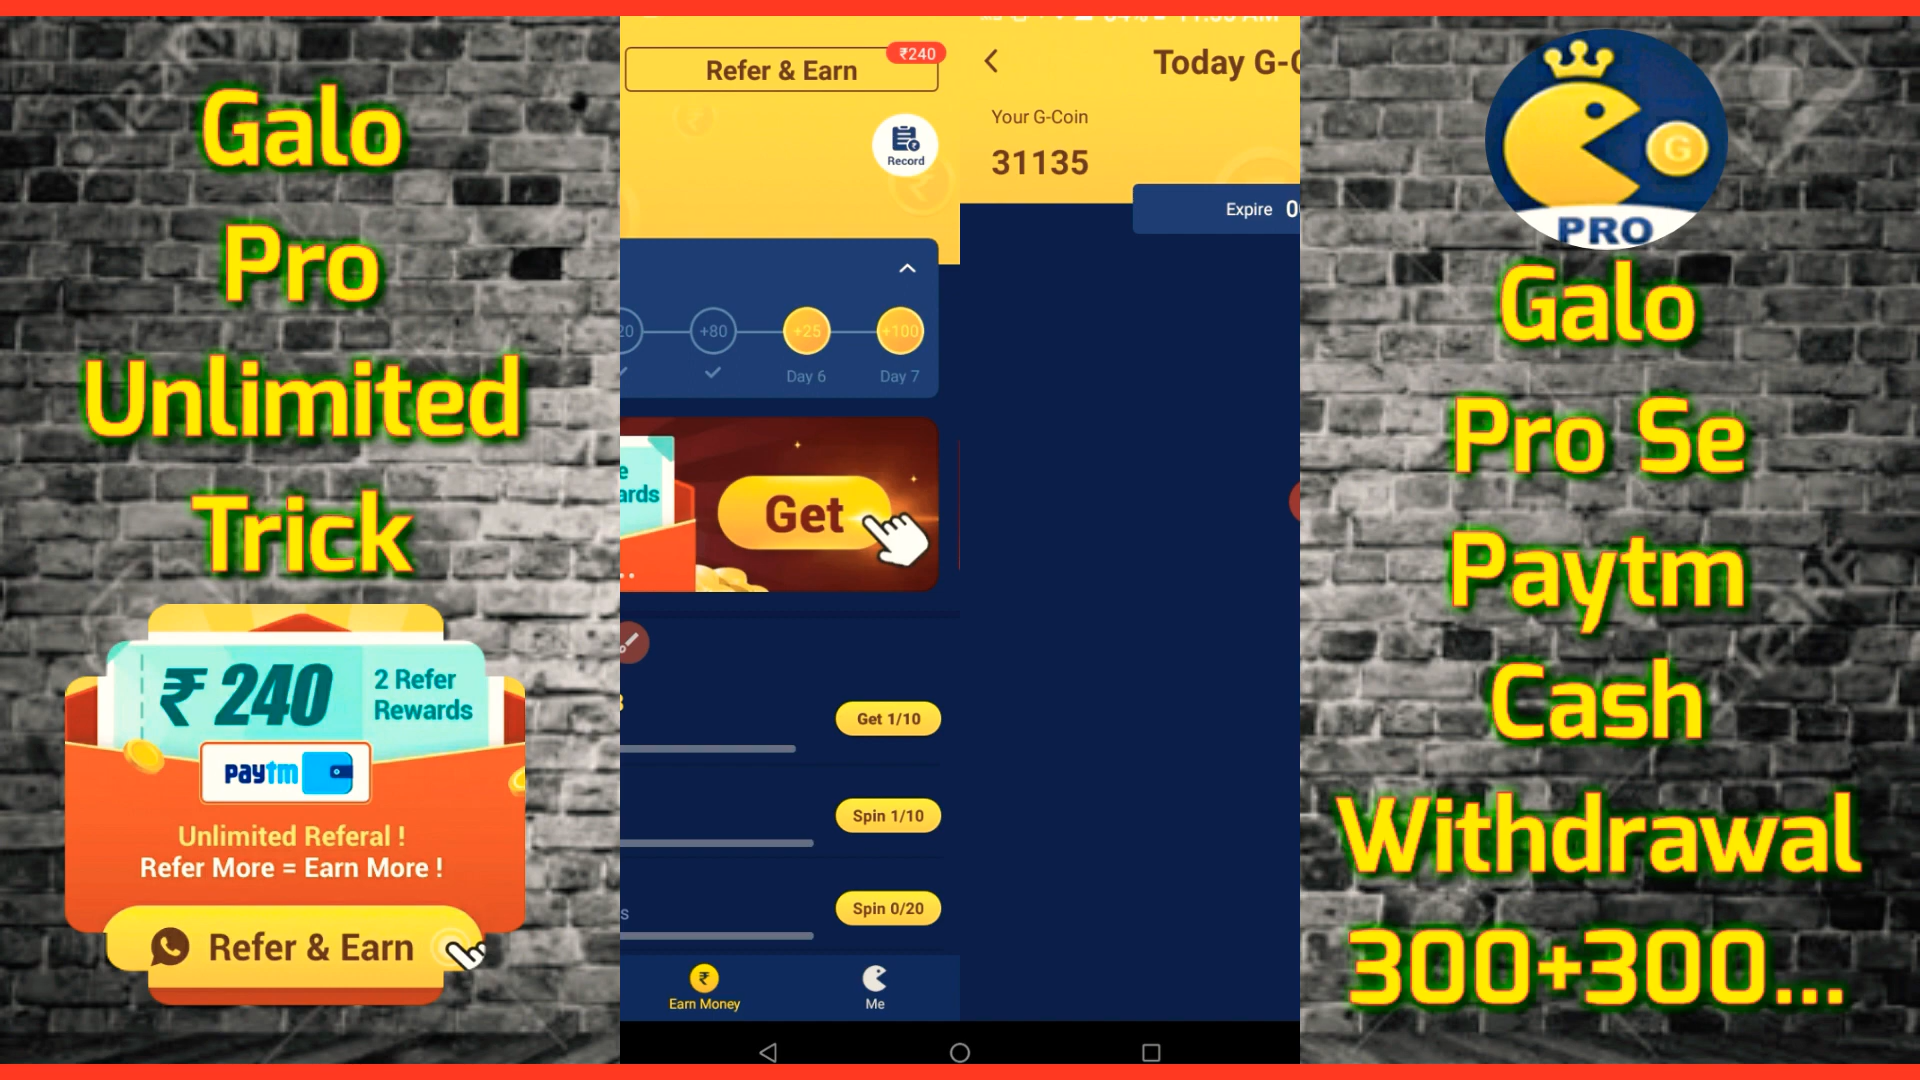 Galo
Pro
Unlimited
Trick
₹ 240
2 Refer
Rewards
paytm
Unlimited Referal !
Refer More = Earn More !
Refer & Earn
Refer & Earn
₹240
Record
+80
+25
+100
Day 6
Day 7
Get
Get 1/10
Spin 1/10
Spin 0/20
Earn Money
Me
Today G-
Your G-Coin
31135
Expire
G
PRO
Galo
Pro Se
Paytm
Cash
Withdrawal
300+300...